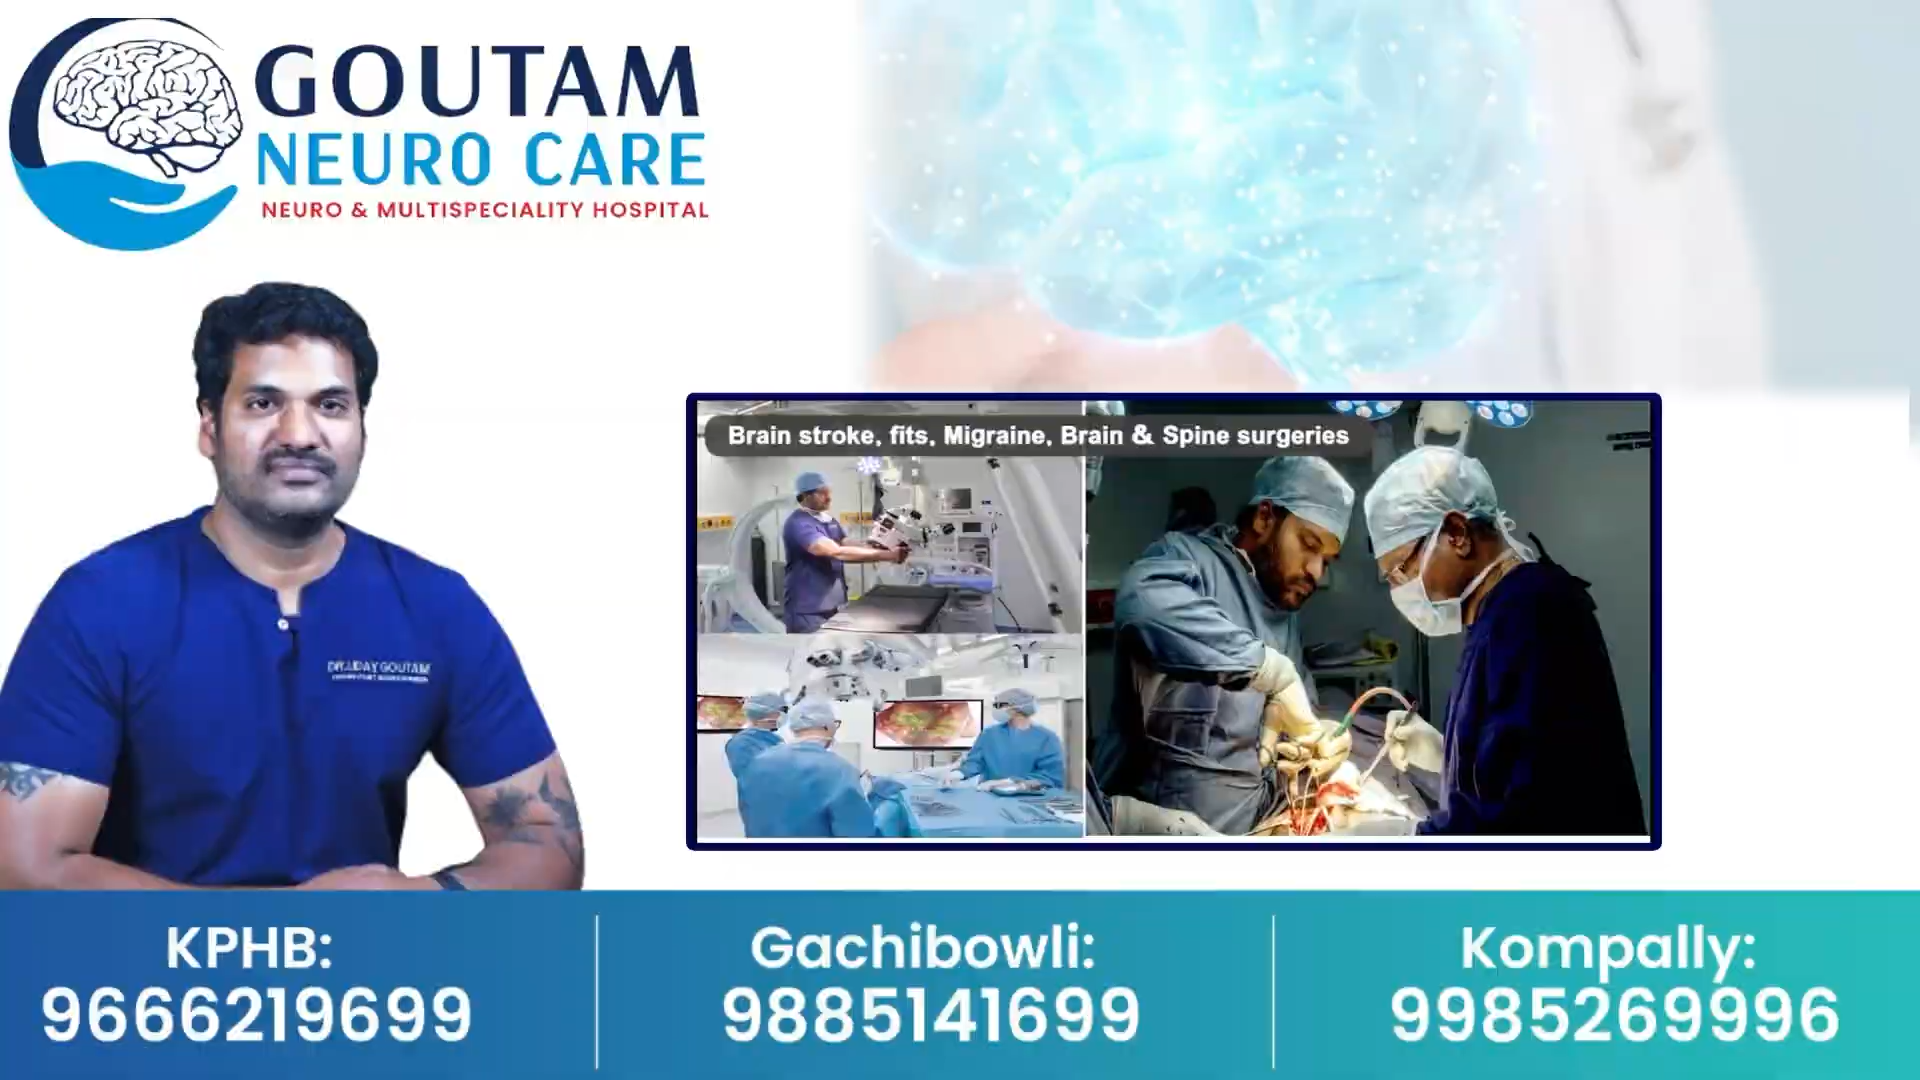 GOUTAM
NEURO CARE
NEURO & MULTISPECIALITY HOSPITAL
Brain stroke, fits, Migraine, Brain & Spine surgeries
DR.UDAY GOUTAM
KPHB:
9666219699
Gachibowli:
9885141699
Kompally:
9985269996